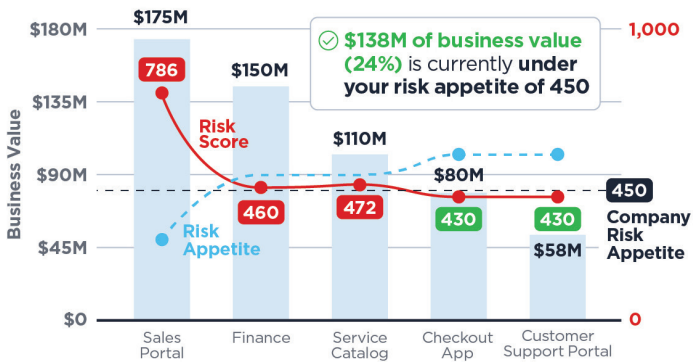 $175M
$180M
1,000
$138M of business value
(24%) is currently under
your risk appetite of 450
786
$150M
$135M
Risk
Score
$110M
Business Value
$90M
$80M
450
460
472
430
430
Company
Risk
Appetite
Risk
Appetite
$45M
$58M
$0
0
Sales
Portal
Finance
Service
Catalog
Checkout
App
Customer
Support Portal